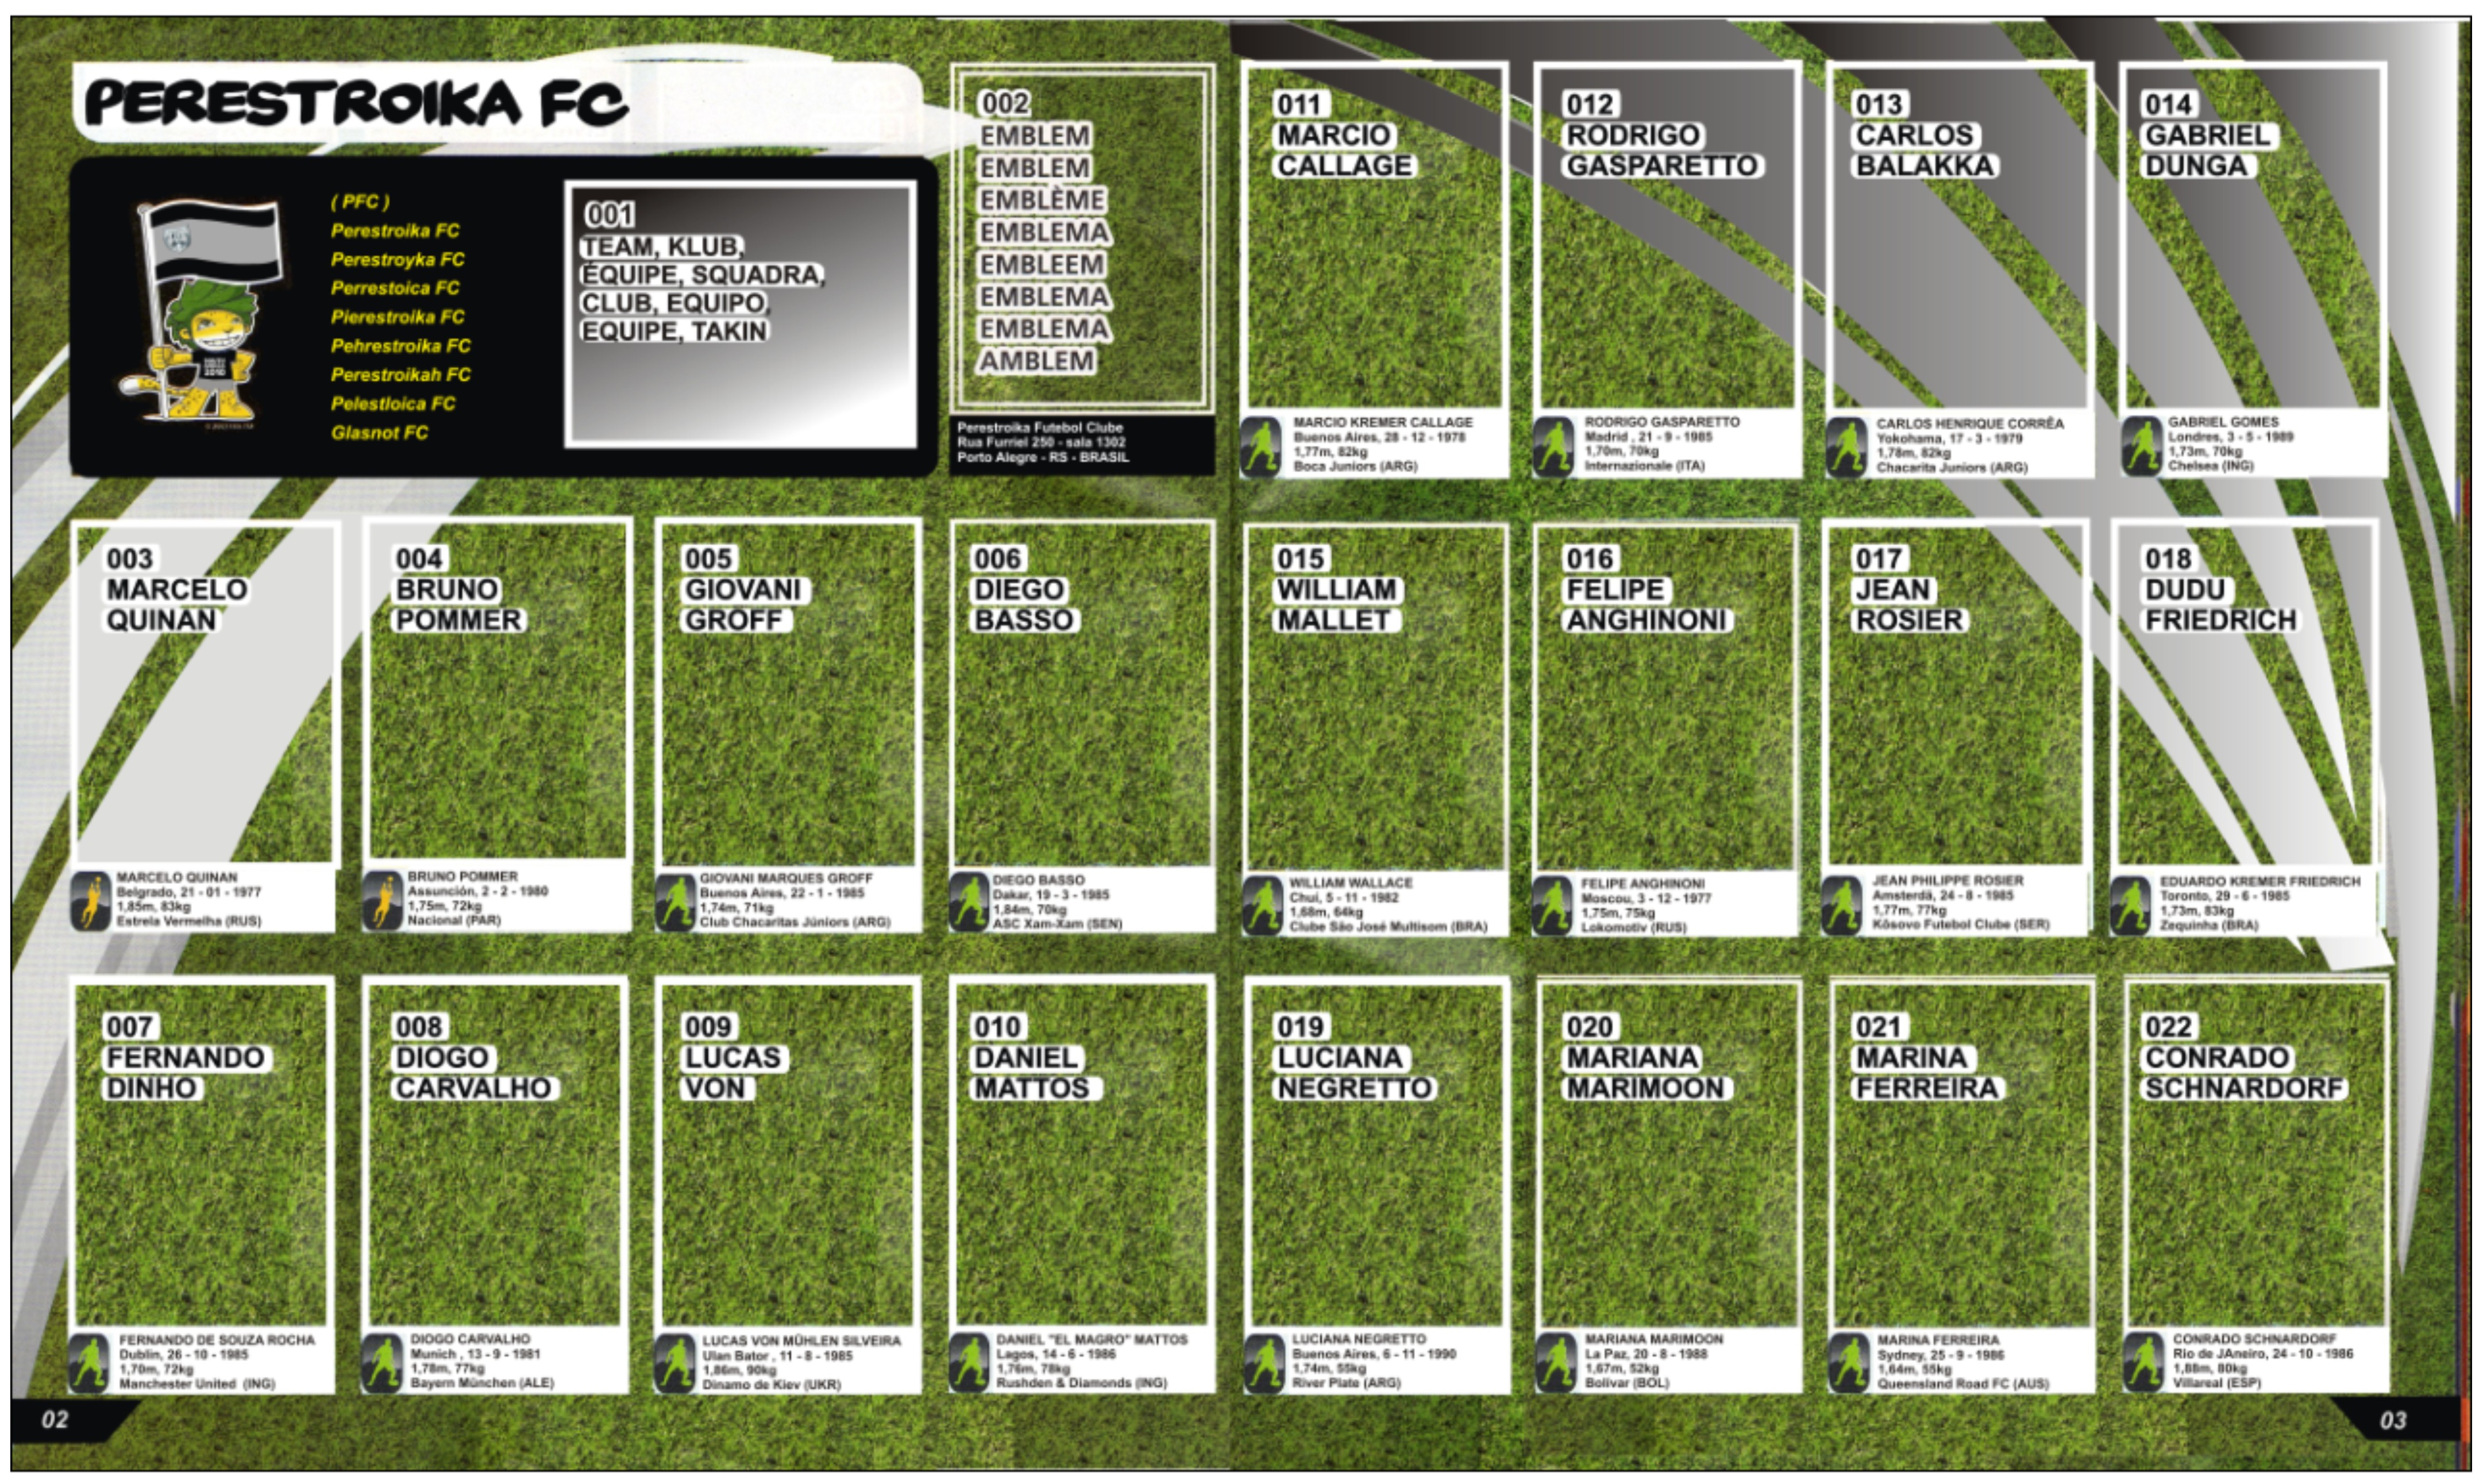 PERESTROIKA FC
( PFC )
Perestroika FC
Perestroyka FC
Perrestoica FC
Pierestroika FC
Pehrestroika FC
Perestroikah FC
Pelestloica FC
Glasnot FC
001
TEAM, KLUB,
ÉQUIPE, SQUADRA,
CLUB, EQUIPO,
EQUIPE, TAKIN
002
EMBLEM
EMBLEM
EMBLÈME
EMBLEMA
EMBLEEM
EMBLEMA
EMBLEMA
AMBLEM
Perestroika Futebol Clube
Rua Furriel 250 - sala 1302
Porto Alegre - RS - BRASIL
003
MARCELO
QUINAN
MARCELO QUINAN
Belgrado, 21 - 01 - 1977
1,85m, 83kg
Estrela Vermelha (RUS)
004
BRUNO
POMMER
BRUNO POMMER
Assunción, 2 - 2 - 1980
1,75m, 72kg
Nacional (PAR)
005
GIOVANI
GROFF
GIOVANI MARQUES GROFF
Buenos Aires, 22 - 1 - 1985
1,74m, 71kg
Club Chacaritas Júniors (ARG)
006
DIEGO
BASSO
DIEGO BASSO
Dakar, 19 - 3 - 1985
1,84m, 70kg
ASC Xam-Xam (SEN)
007
FERNANDO
DINHO
FERNANDO DE SOUZA ROCHA
Dublin, 26 - 10 - 1985
1,70m, 72kg
Manchester United (ING)
008
DIOGO
CARVALHO
DIOGO CARVALHO
Munich , 13 - 9 - 1981
1,78m, 77kg
Bayern München (ALE)
009
LUCAS
VON
LUCAS VON MÜHLEN SILVEIRA
Ulan Bator , 11 - 8 - 1985
1,86m, 90kg
Dinamo de Kiev (UKR)
010
DANIEL
MATTOS
DANIEL "EL MAGRO" MATTOS
Lagos, 14 - 6 - 1986
1,76m, 78kg
Rushden & Diamonds (ING)
02
011
MARCIO
CALLAGE
MARCIO KREMER CALLAGE
Buenos Aires, 28 - 12 - 1978
1,77m, 82kg
Boca Juniors (ARG)
012
RODRIGO
GASPARETTO
RODRIGO GASPARETTO
Madrid , 21 - 9 - 1985
1,70m, 70kg
Internazionale (ITA)
013
CARLOS
BALAKKA
CARLOS HENRIQUE CORRÊA
Yokohama, 17 - 3 - 1979
1,78m, 82kg
Chacarita Juniors (ARG)
014
GABRIEL
DUNGA
GABRIEL GOMES
Londres, 3 - 5 - 1989
1,73m, 70kg
Chelsea (ING)
015
WILLIAM
MALLET
WILLIAM WALLACE
Chuí, 5 - 11 - 1982
1,68m, 64kg
Clube São José Multisom (BRA)
016
FELIPE
ANGHINONI
FELIPE ANGHINONI
Moscou, 3 - 12 - 1977
1,75m, 75kg
Lokomotiv (RUS)
017
JEAN
ROSIER
JEAN PHILIPPE ROSIER
Amsterdã, 24 - 8 - 1985
1,77m, 77kg
Kôsovo Futebol Clube (SER)
018
DUDU
FRIEDRICH
EDUARDO KREMER FRIEDRICH
Toronto, 29 - 6 - 1985
1,73m, 83kg
Zequinha (BRA)
019
LUCIANA
NEGRETTO
LUCIANA NEGRETTO
Buenos Aires, 6 - 11 - 1990
1,74m, 55kg
River Plate (ARG)
020
MARIANA
MARIMOON
MARIANA MARIMOON
La Paz, 20 - 8 - 1988
1,67m, 52kg
Bolívar (BOL)
021
MARINA
FERREIRA
MARINA FERREIRA
Sydney, 25 - 9 - 1986
1,64m, 55kg
Queensland Road FC (AUS)
022
CONRADO
SCHNARDORF
CONRADO SCHNARDORF
Rio de JAneiro, 24 - 10 - 1986
1,88m, 80kg
Villareal (ESP)
03